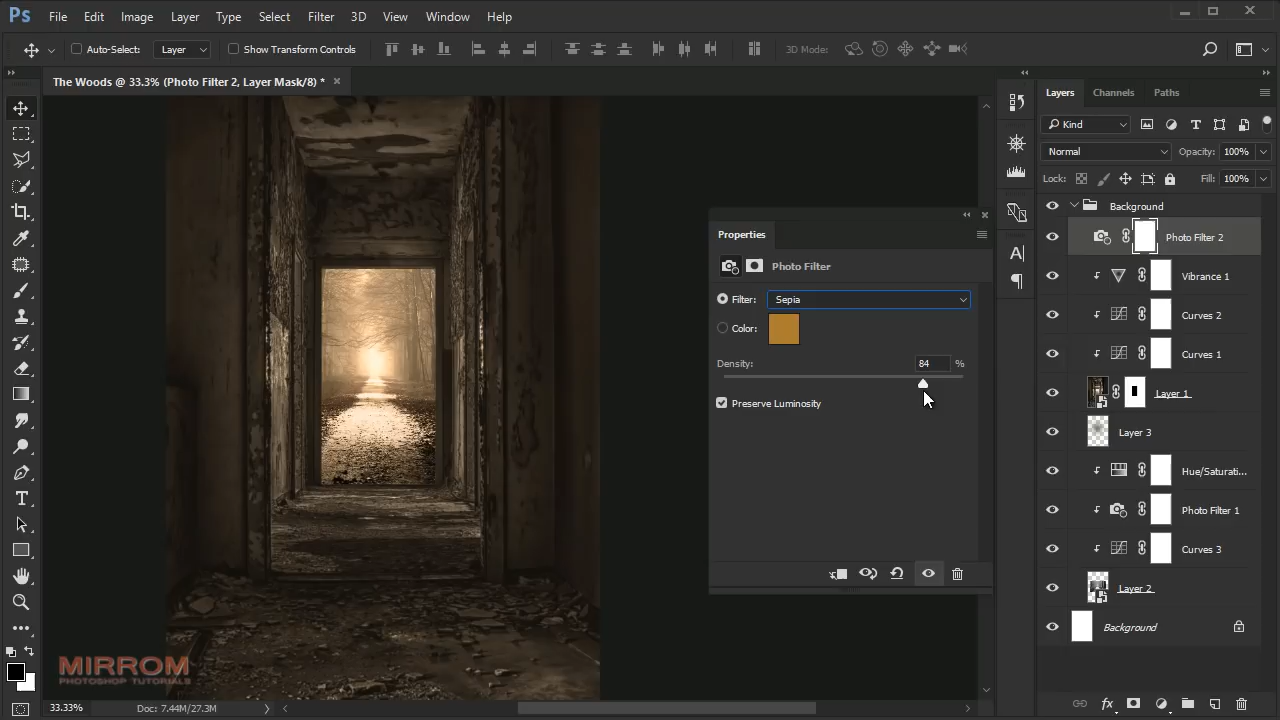 Ps File Edit Image Layer Type Select Filter 3D View Window Help
Auto-Select: Layer Show Transform Controls 3D Mode:
The Woods @ 33.3% (Photo Filter 2, Layer Mask/8) * ×
Layers Channels Paths
Kind
Normal Opacity: 100%
Lock: Fill: 100%
Background
Photo Filter 2
Vibrance 1
Curves 2
Curves 1
Layer 1
Layer 3
Hue/Saturati...
Photo Filter 1
Curves 3
Layer 2
Background
Properties
Photo Filter
Filter: Sepia
Color:
Density: 84 %
Preserve Luminosity
MIRROM
PHOTOSHOP TUTORIALS
33.33% Doc: 7.44M/27.3M